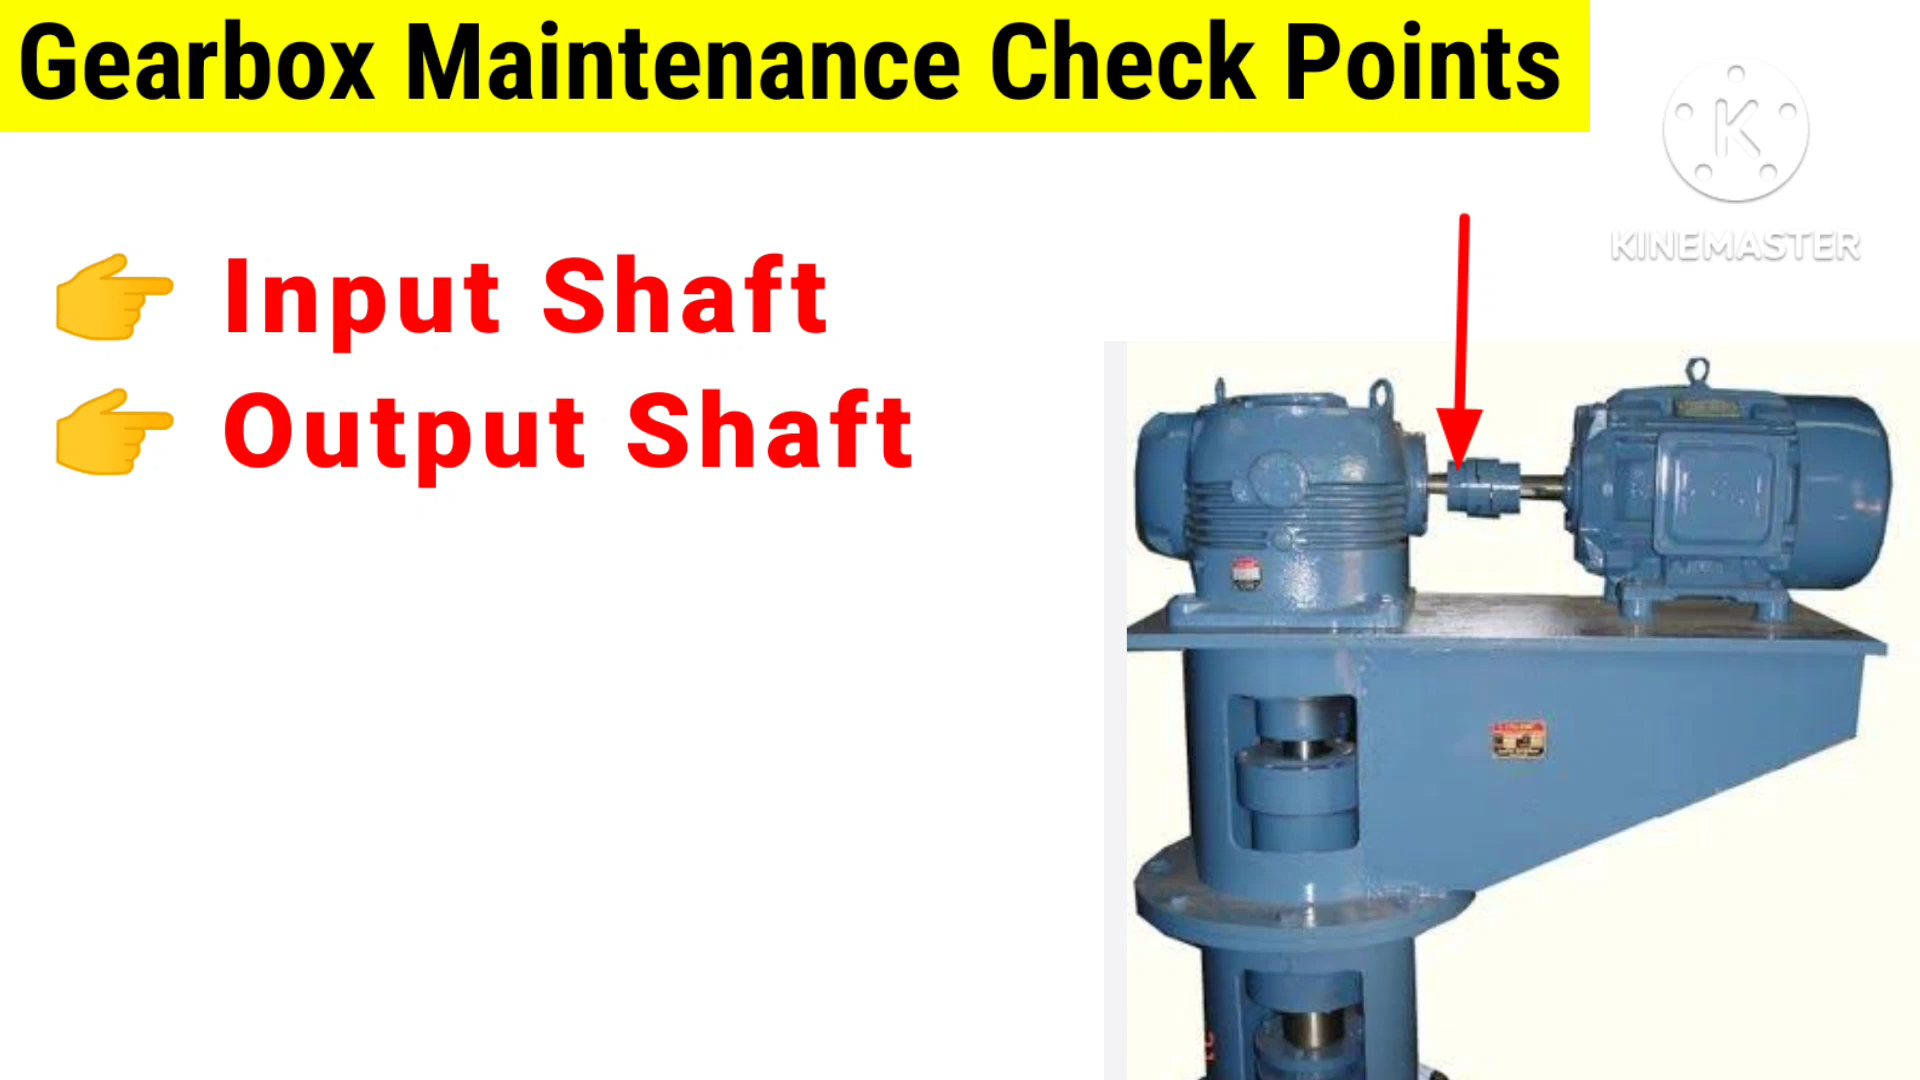 Gearbox Maintenance Check Points
KINEMASTER
Input Shaft
Output Shaft